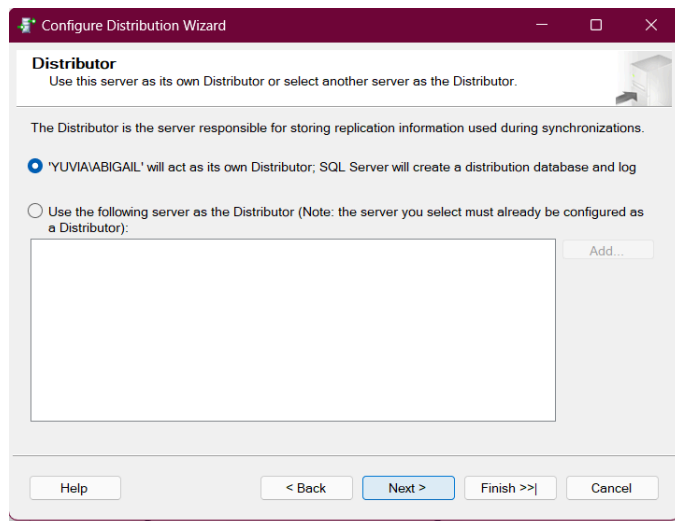 Configure Distribution Wizard
Distributor
Use this server as its own Distributor or select another server as the Distributor.
The Distributor is the server responsible for storing replication information used during synchronizations.
'YUVIA\ABIGAIL' will act as its own Distributor; SQL Server will create a distribution database and log
Use the following server as the Distributor (Note: the server you select must already be configured as
a Distributor):
Add...
Help
< Back
Next >
Finish >>|
Cancel